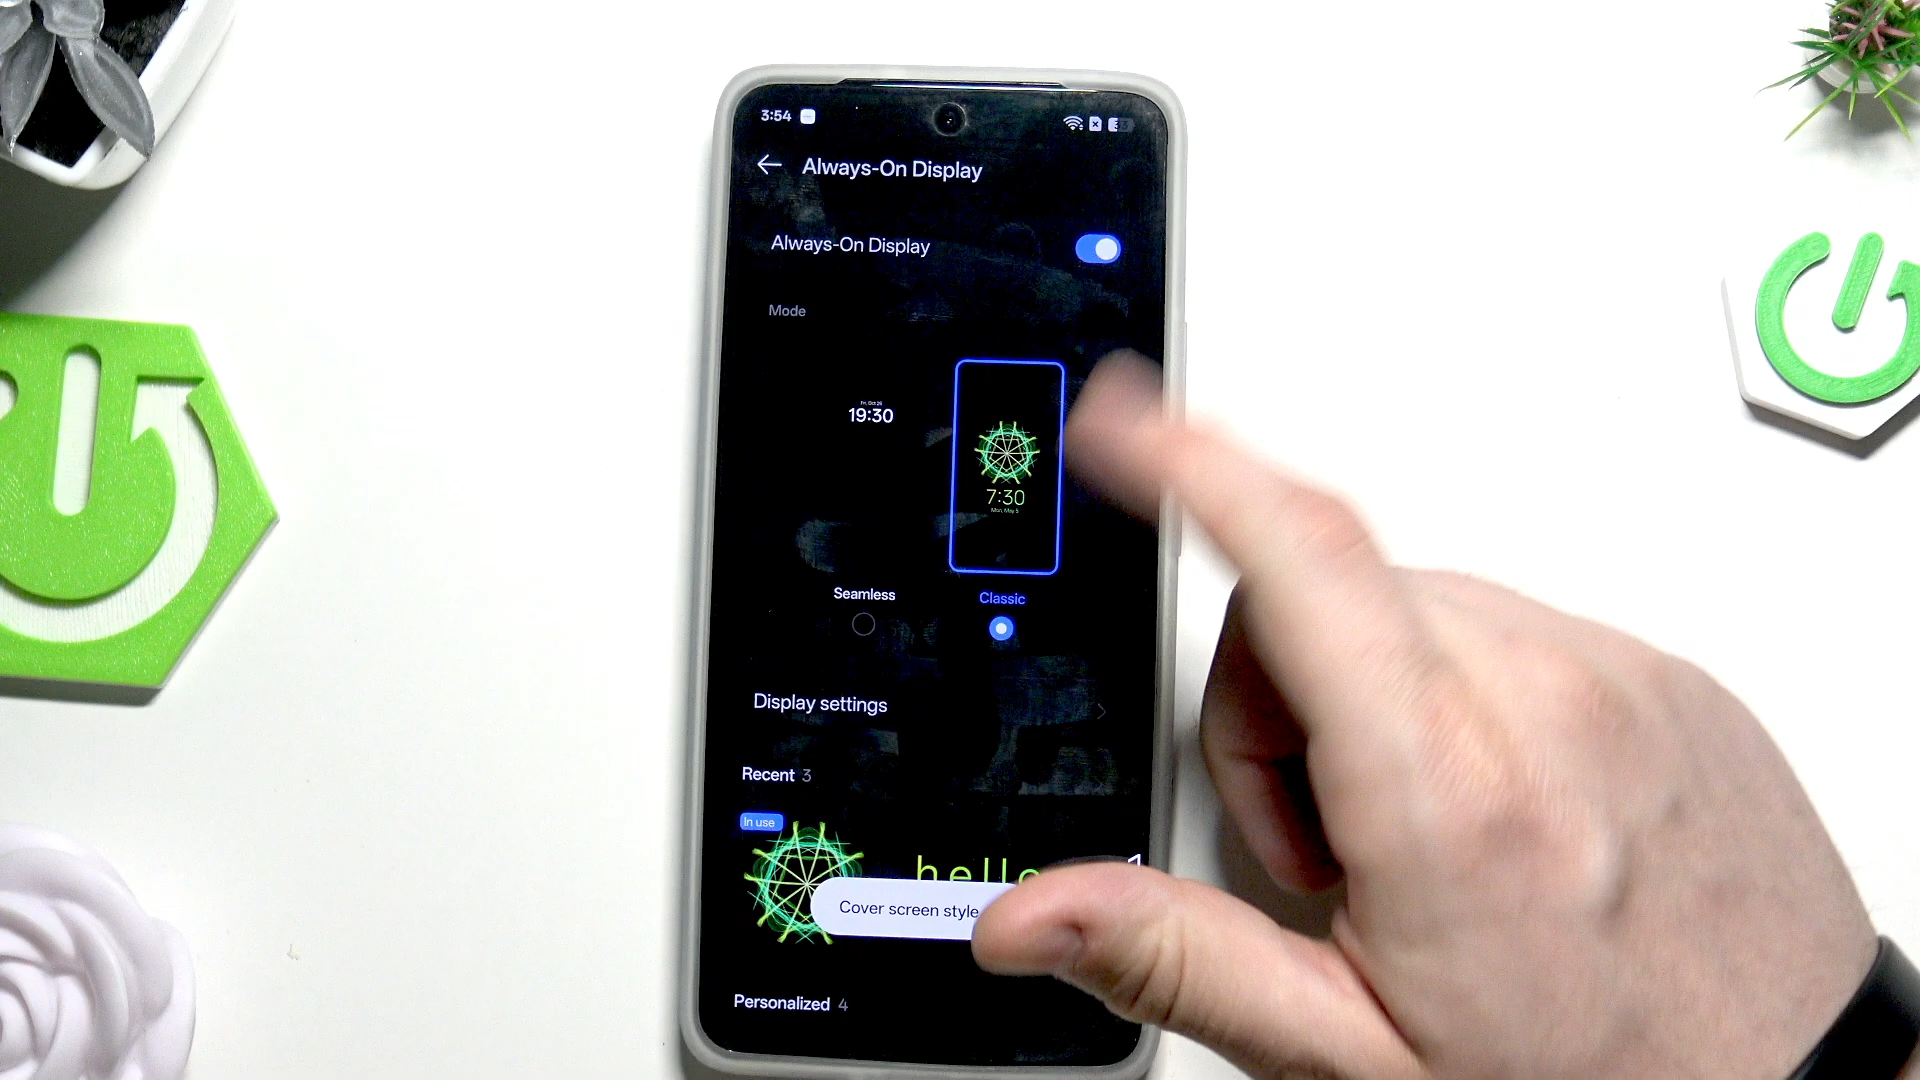 3:54
Always-On Display
Always-On Display
Mode
Fri, Oct 26
19:30
7:30
Mon, May 5
Seamless
Classic
Display settings
Recent 3
In use
hello
Cover screen style
Personalized 4